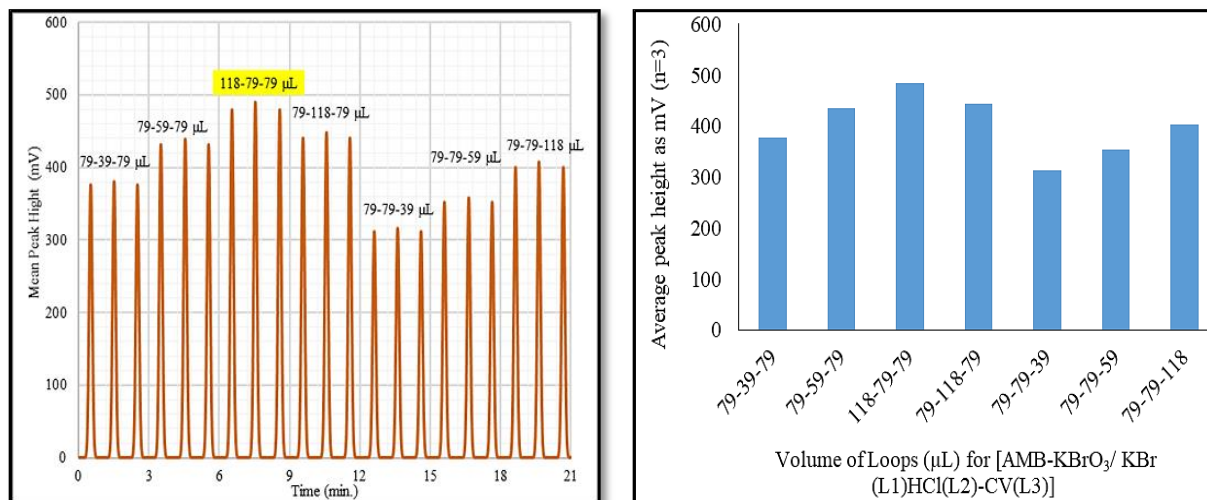 600
500
400
300
200
100
0
Mean Peak Hight (mV)
79-39-79 µL
79-59-79 µL
118-79-79 µL
79-118-79 µL
79-79-39 µL
79-79-59 µL
79-79-118 µL
0 3 6 9 12 15 18 21
Time (min.)
600
500
400
300
200
100
0
Average peak height as mV (n=3)
79-39-79
79-59-79
118-79-79
79-118-79
79-79-39
79-79-59
79-79-118
Volume of Loops (µL) for [AMB-KBrO₃/ KBr
(L1)HCl(L2)-CV(L3)]